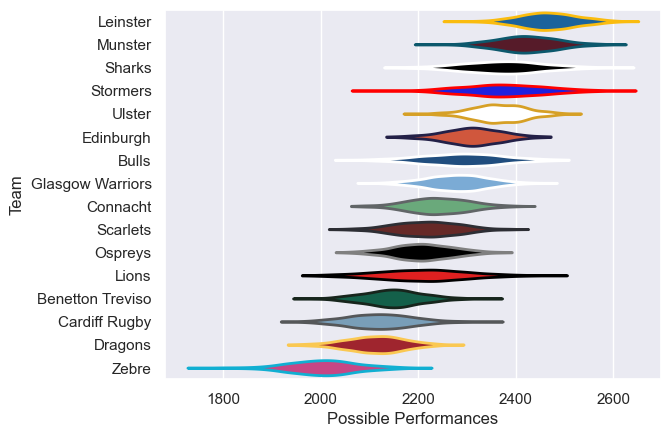 Leinster
Munster
Sharks
Stormers
Ulster
Edinburgh
Bulls
Glasgow Warriors
Connacht
Scarlets
Ospreys
Lions
Benetton Treviso
Cardiff Rugby
Dragons
Zebre
Team
1800 2000 2200 2400 2600
Possible Performances